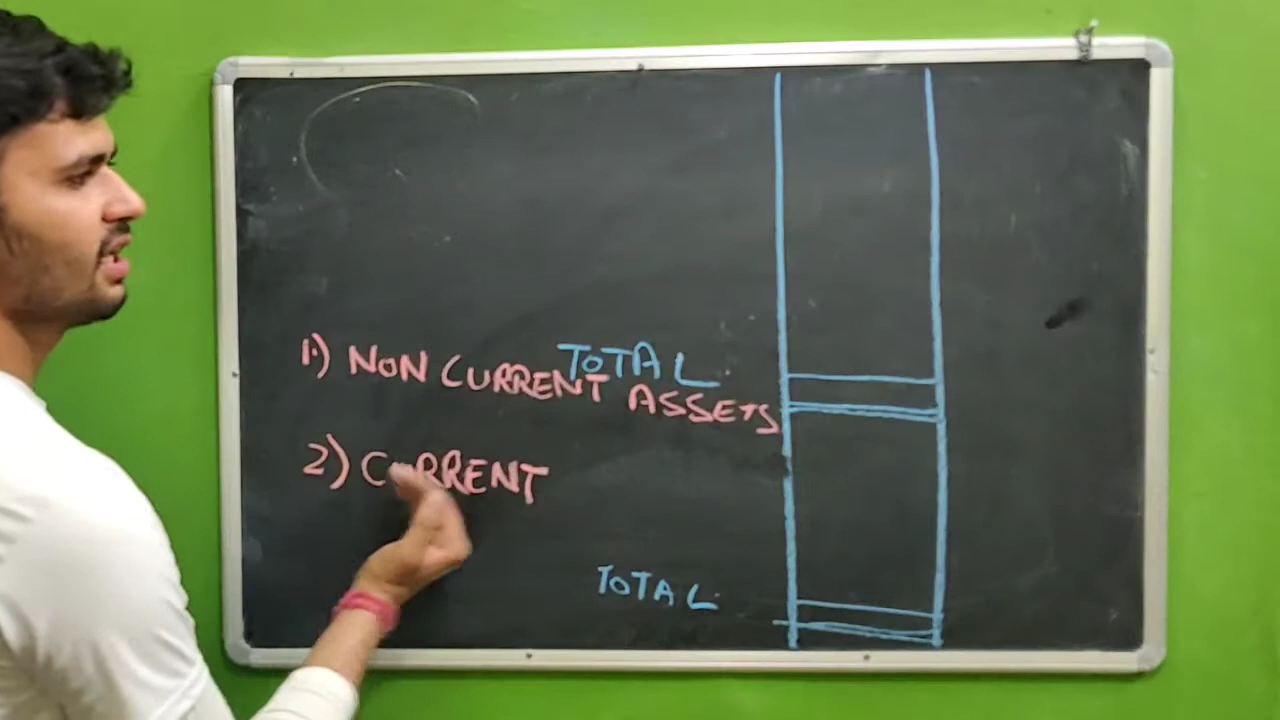 TOTAL
1.) NON CURRENT ASSETS
2) CURRENT
TOTAL